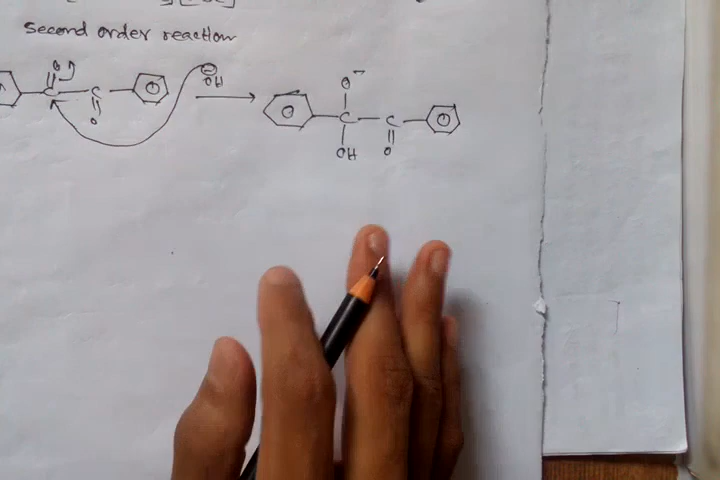 Second order reaction
O O⁻
C — C OH C — C
O OH O